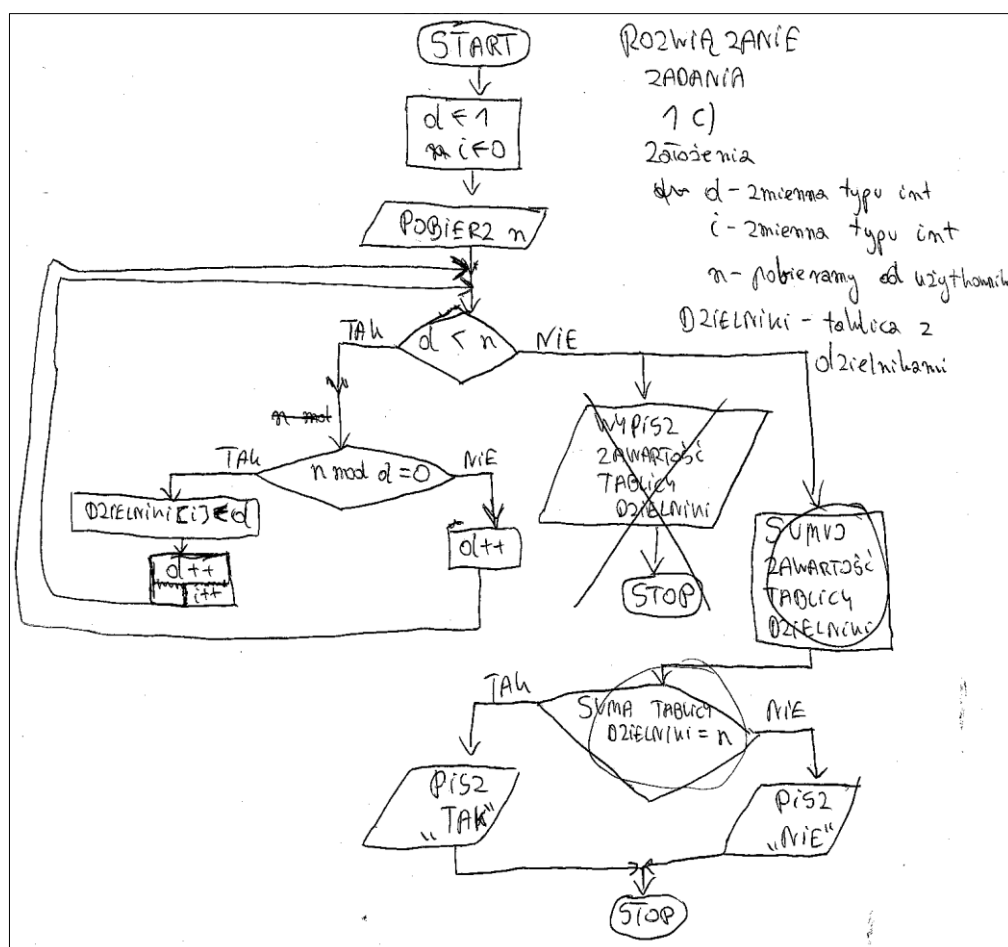 START
d ← 1
i ← 0
POBIERZ n
d < n
TAK
NIE
n mod d = 0
TAK
NIE
DZIELNIKI [i] ← d
d++
i++
d++
WYPISZ
ZAWARTOŚĆ
TABLICY
DZIELNIKI
STOP
SUMUJ
ZAWARTOŚĆ
TABLICY
DZIELNIKI
SUMA TABLICY
DZIELNIKI = n
TAK
NIE
PISZ
„TAK"
PISZ
„NIE"
STOP
ROZWIĄZANIE
ZADANIA
1 C)
Założenia
d - zmienna typu int
i - zmienna typu int
n - pobieramy od użytkownik
DZIELNIKI - tablica z
dzielnikami